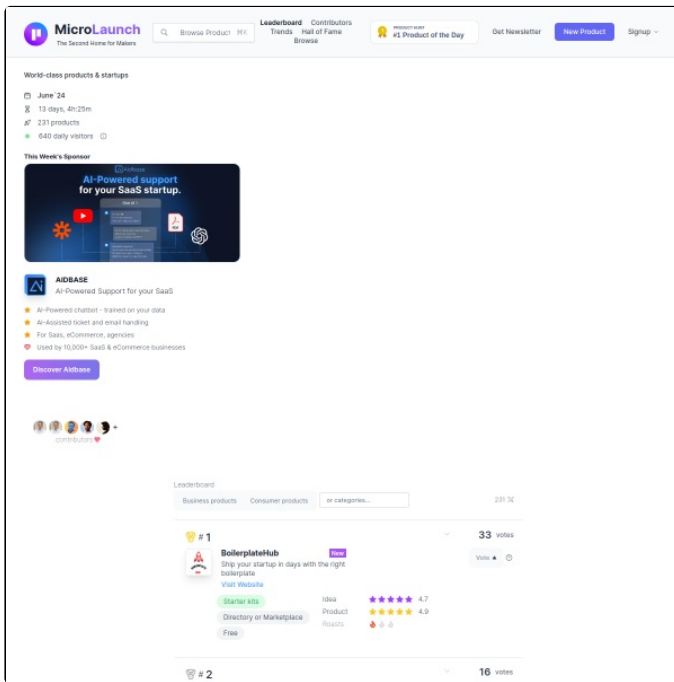 MicroLaunch
The Second Home for Makers
Browse Product ⌘K
Leaderboard Contributors
Trends Hall of Fame
Browse
PRODUCT HUNT
#1 Product of the Day
Get Newsletter
New Product
Signup
World-class products & startups
June`24
13 days, 4h:25m
231 products
640 daily visitors
This Week's Sponsor
AI-Powered support
for your SaaS startup.
AIDBASE
AI-Powered Support for your SaaS
AI-Powered chatbot - trained on your data
AI-Assisted ticket and email handling
For Saas, eCommerce, agencies
Used by 10,000+ SaaS & eCommerce businesses
Discover Aidbase
+
contributors
Leaderboard
Business products Consumer products or categories...
231
# 1
33 votes
BoilerplateHub New
Vote ▲
Ship your startup in days with the right
boilerplate
Visit Website
Starter kits
Directory or Marketplace
Free
Idea 4.7
Product 4.9
Roasts
# 2
16 votes